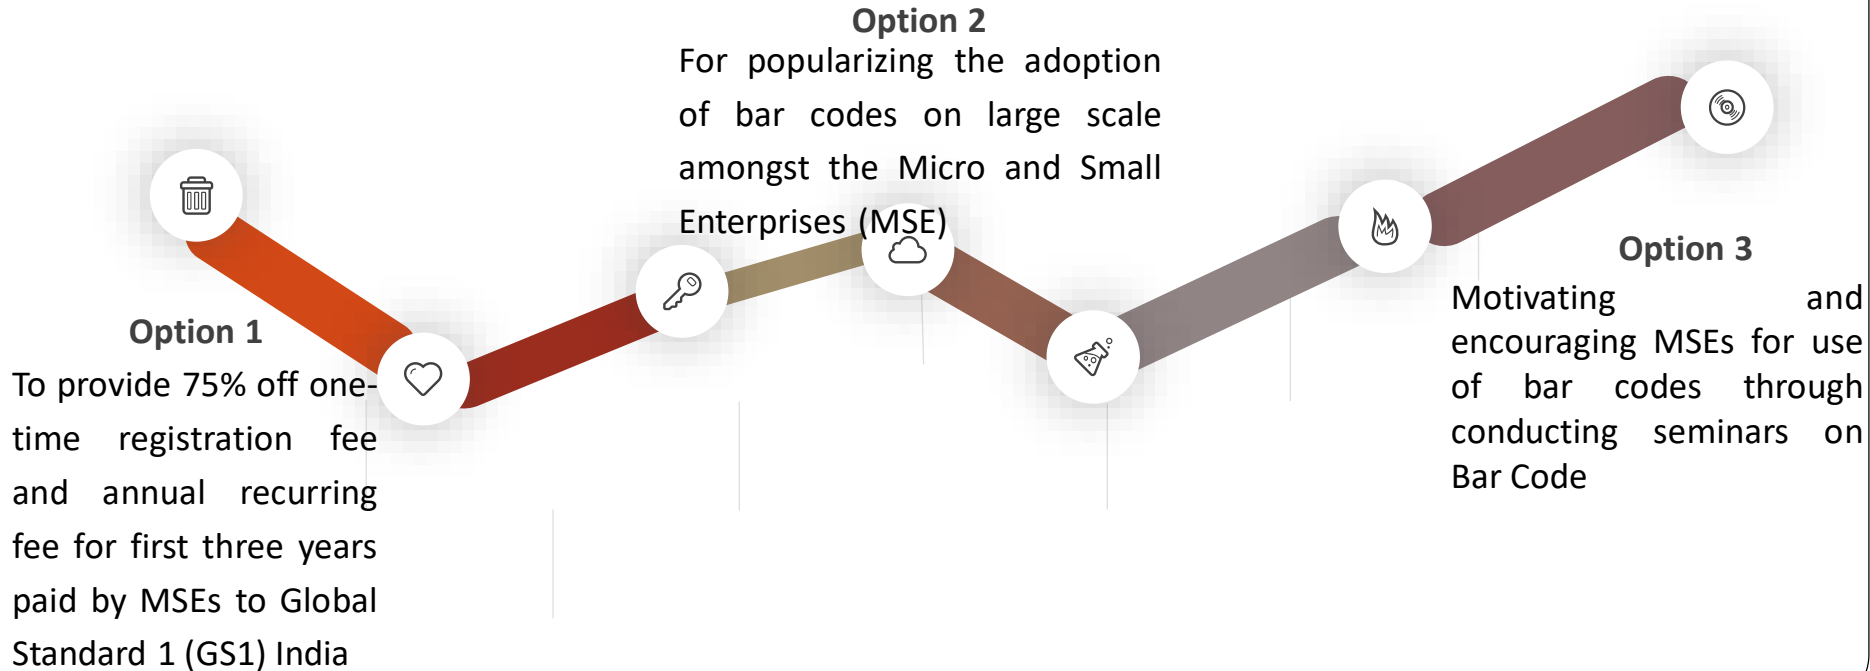 Option 1
To provide 75% off one-
time registration fee
and annual recurring
fee for first three years
paid by MSEs to Global
Standard 1 (GS1) India
Option 2
For popularizing the adoption
of bar codes on large scale
amongst the Micro and Small
Enterprises (MSE)
Option 3
Motivating and
encouraging MSEs for use
of bar codes through
conducting seminars on
Bar Code